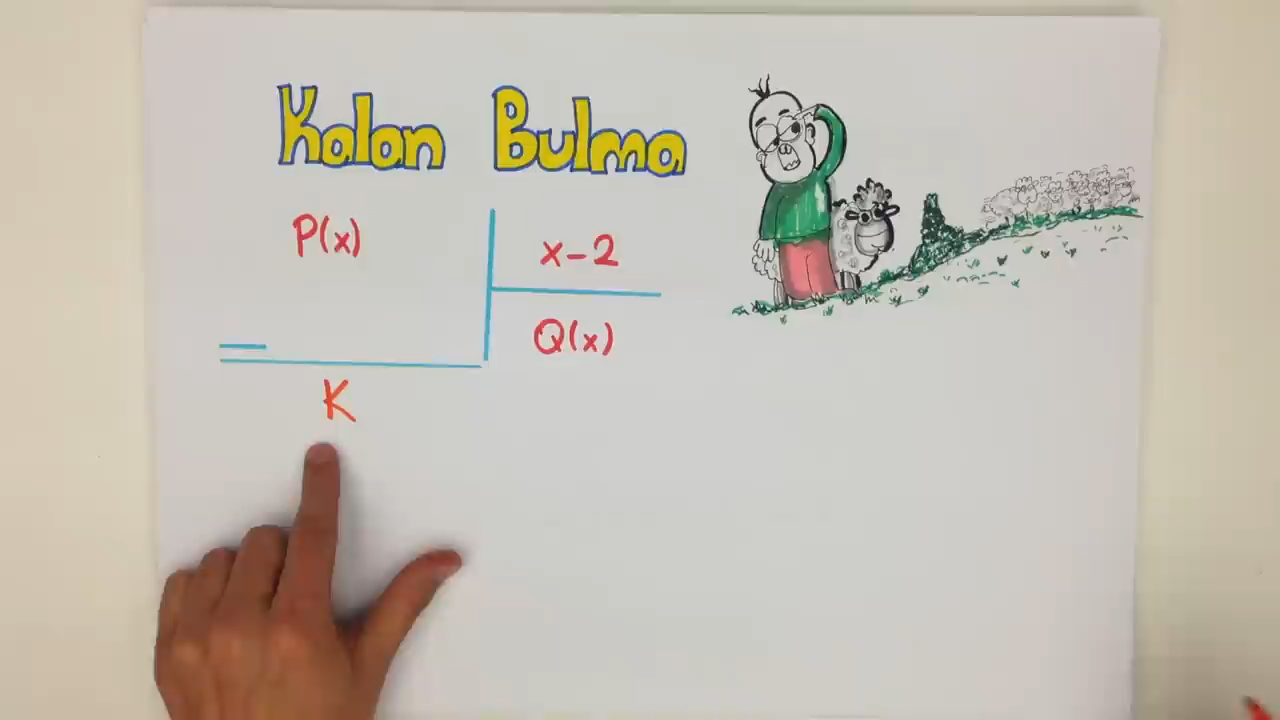 Kalan Bulma
P(x)
x-2
Q(x)
K